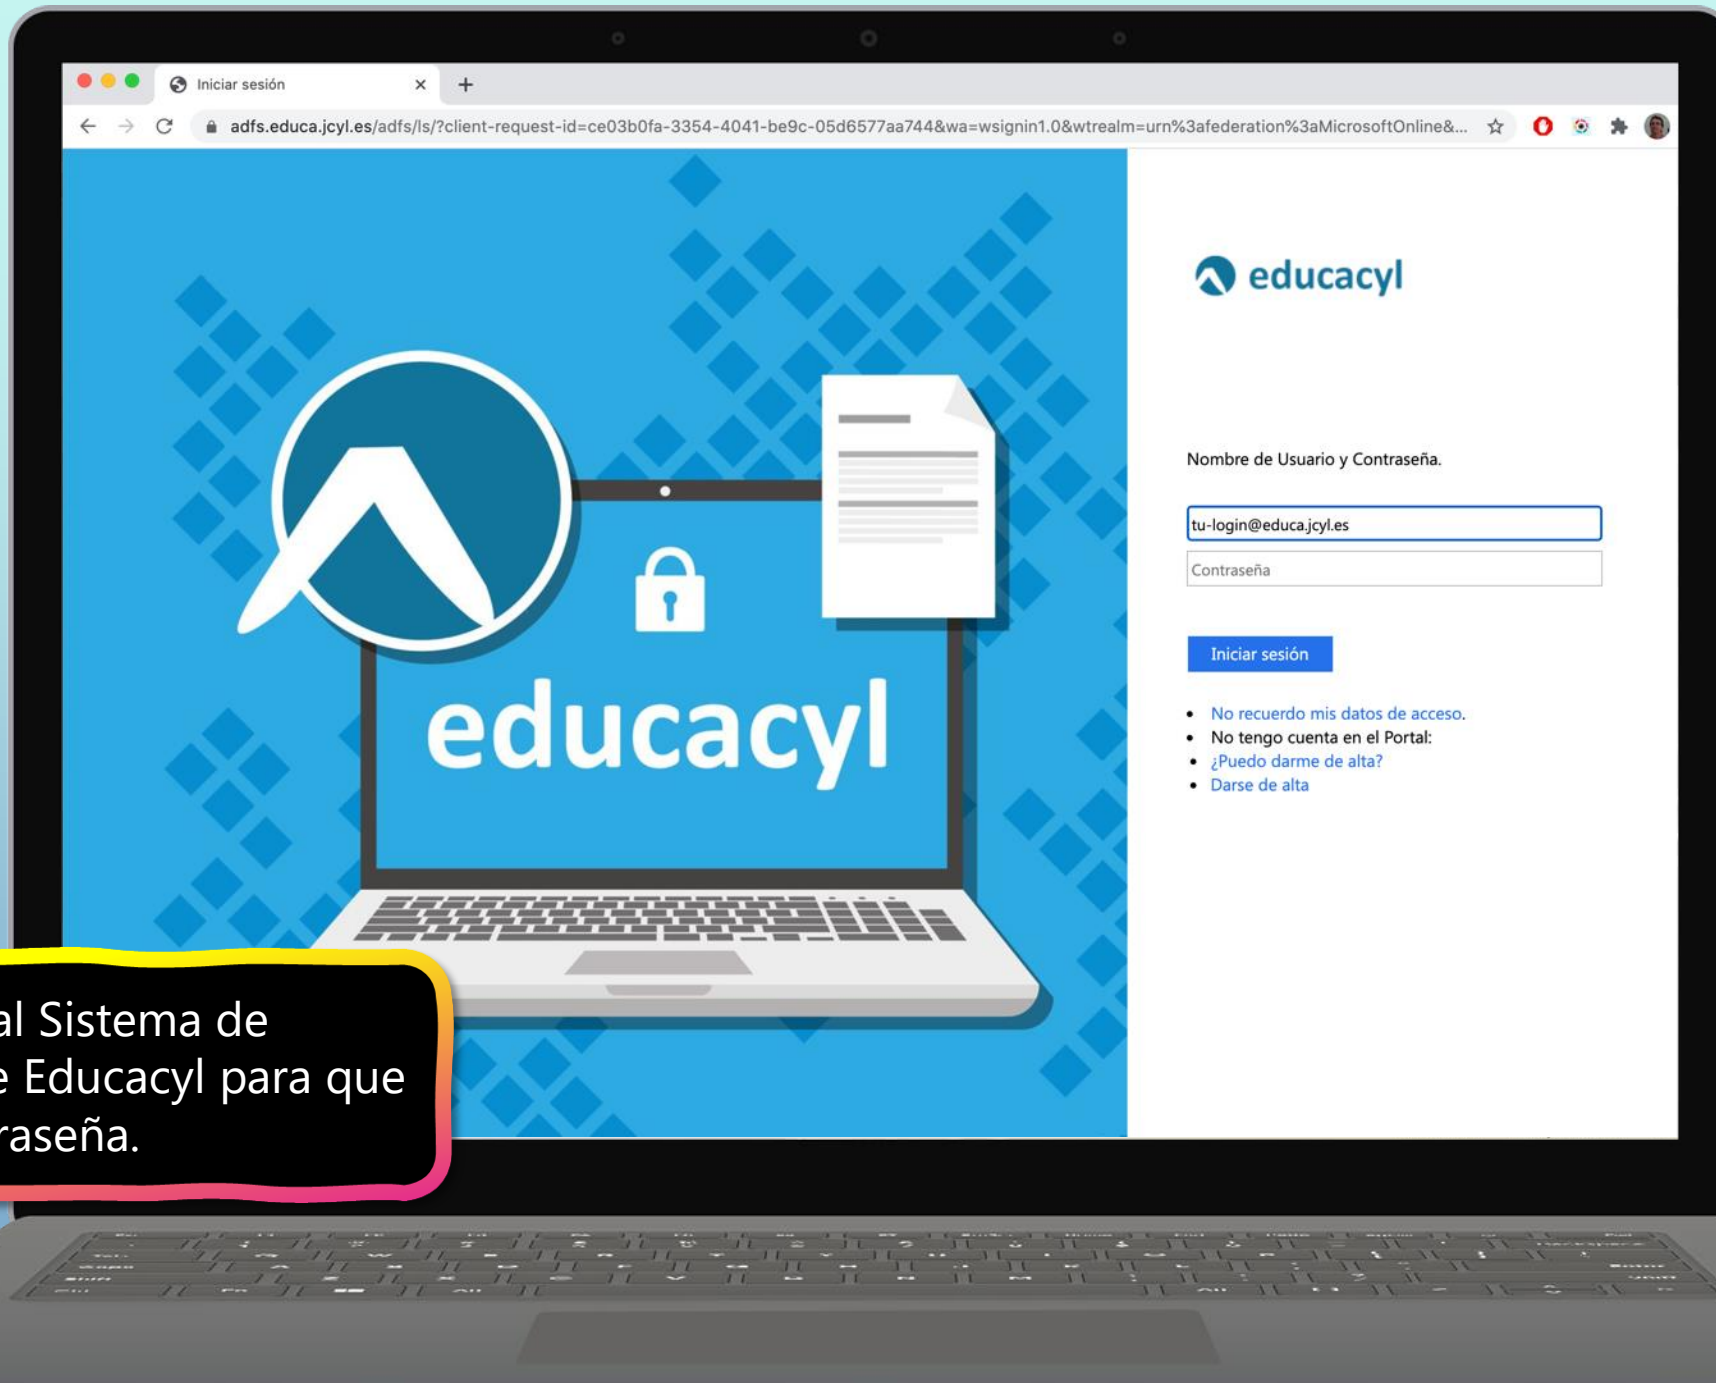 Iniciar sesión
adfs.educa.jcyl.es/adfs/ls/?client-request-id=ce03b0fa-3354-4041-be9c-05d6577aa744&wa=wsignin1.0&wtrealm=urn%3afederation%3aMicrosoftOnline&...
educacyl
Nombre de Usuario y Contraseña.
tu-login@educa.jcyl.es
Contraseña
Iniciar sesión
No recuerdo mis datos de acceso.
No tengo cuenta en el Portal:
¿Puedo darme de alta?
Darse de alta
educacyl
al Sistema de
e Educacyl para que
raseña.